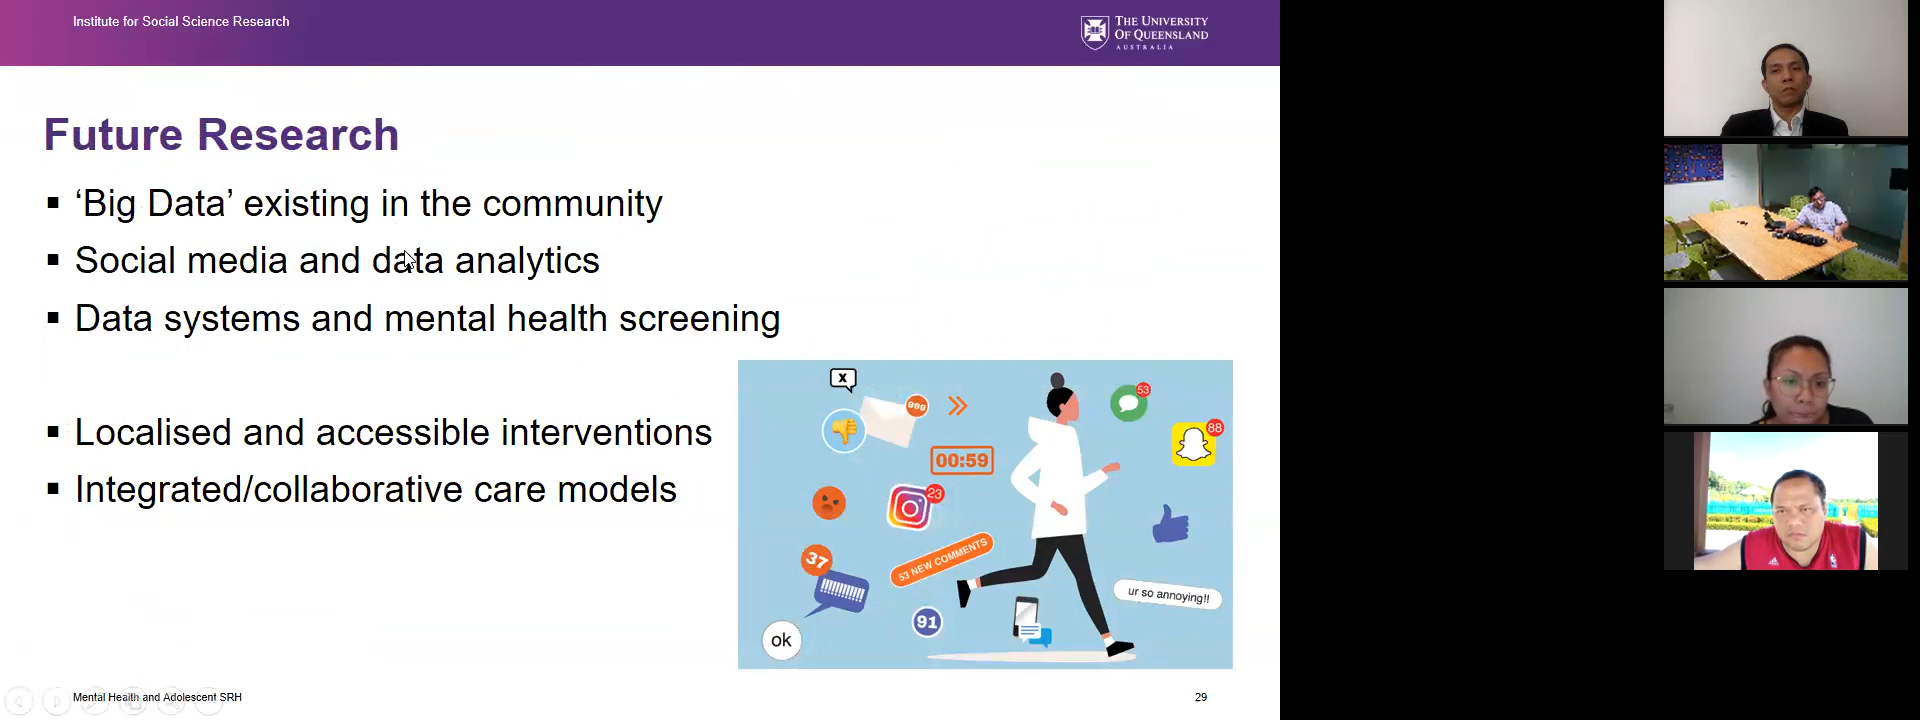 Institute for Social Science Research
THE UNIVERSITY
OF QUEENSLAND
AUSTRALIA
Future Research
‘Big Data’ existing in the community
Social media and data analytics
Data systems and mental health screening
Localised and accessible interventions
Integrated/collaborative care models
X
999
53
88
00:59
23
37
53 NEW COMMENTS
ur so annoying!!
91
ok
Mental Health and Adolescent SRH
29